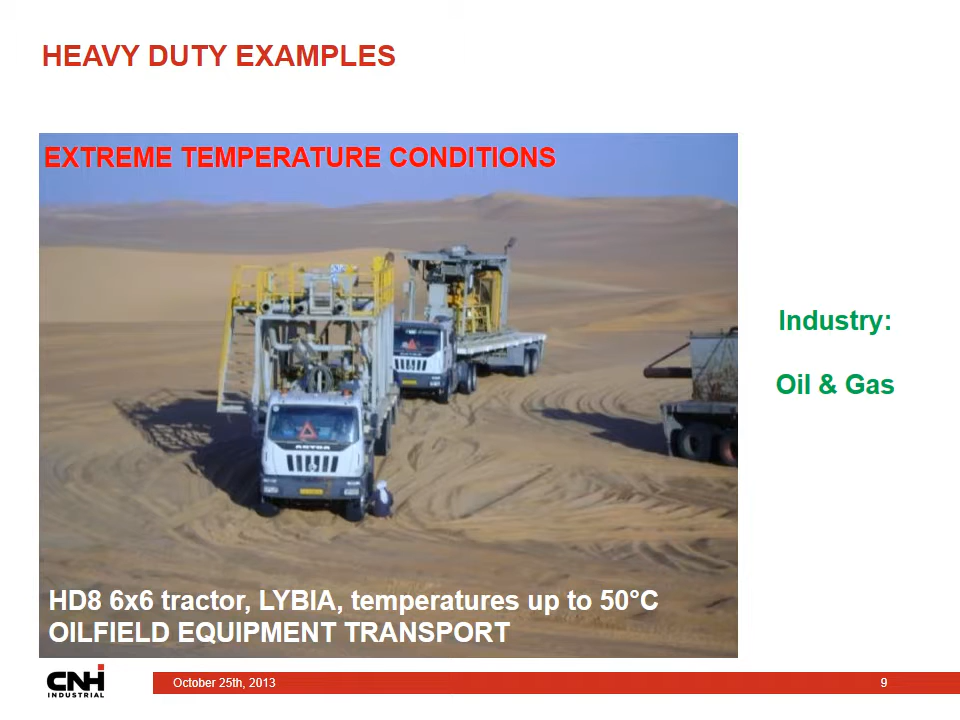 HEAVY DUTY EXAMPLES
EXTREME TEMPERATURE CONDITIONS
ASTRA
Industry:
Oil & Gas
HD8 6x6 tractor, LYBIA, temperatures up to 50°C
OILFIELD EQUIPMENT TRANSPORT
CNH
INDUSTRIAL
October 25th, 2013
9